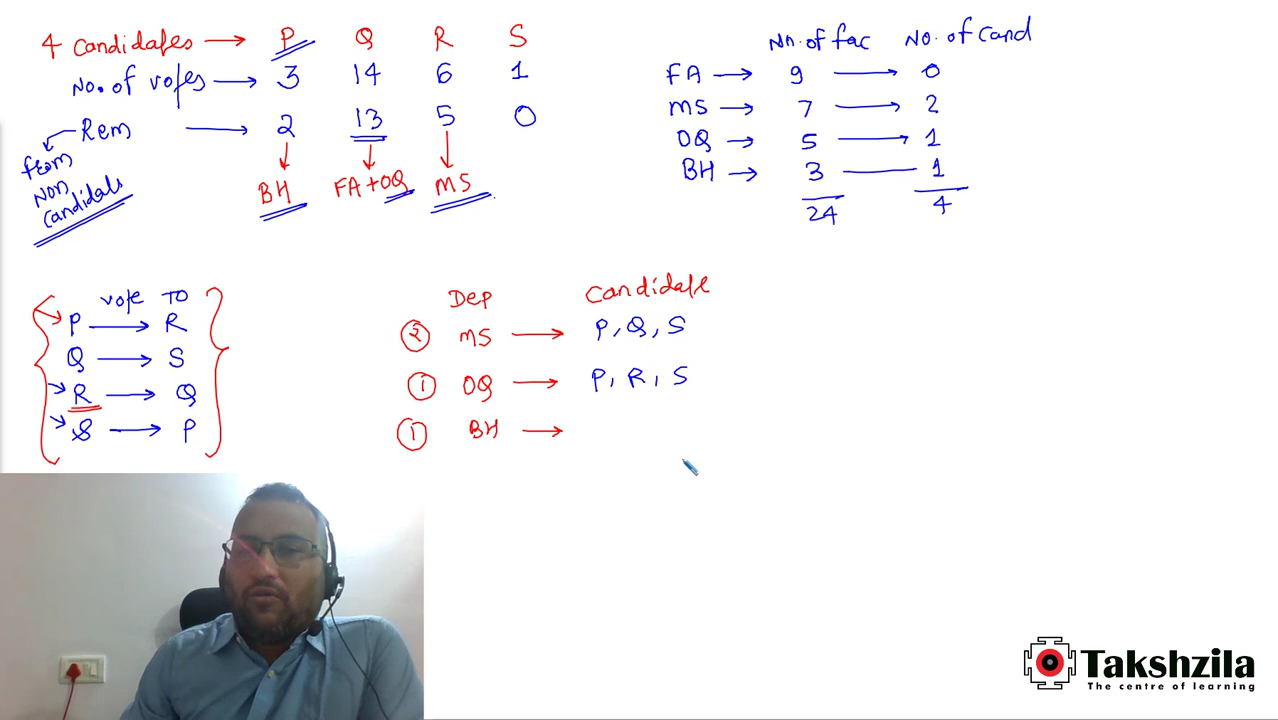 4 Candidates → P Q R S
No. of votes → 3 14 6 1
Rem → 2 13 5 0
from
non
candidals
BH FA+OQ MS
No. of fac No. of Cand
FA → 9 → 0
MS → 7 → 2
OQ → 5 → 1
BH → 3 — 1
24 4
vote TO
P → R
Q → S
R → Q
S → P
Dep Candidate
② MS → P, Q, S
① OQ → P, R, S
① BH →
Takshzila
The centre of learning